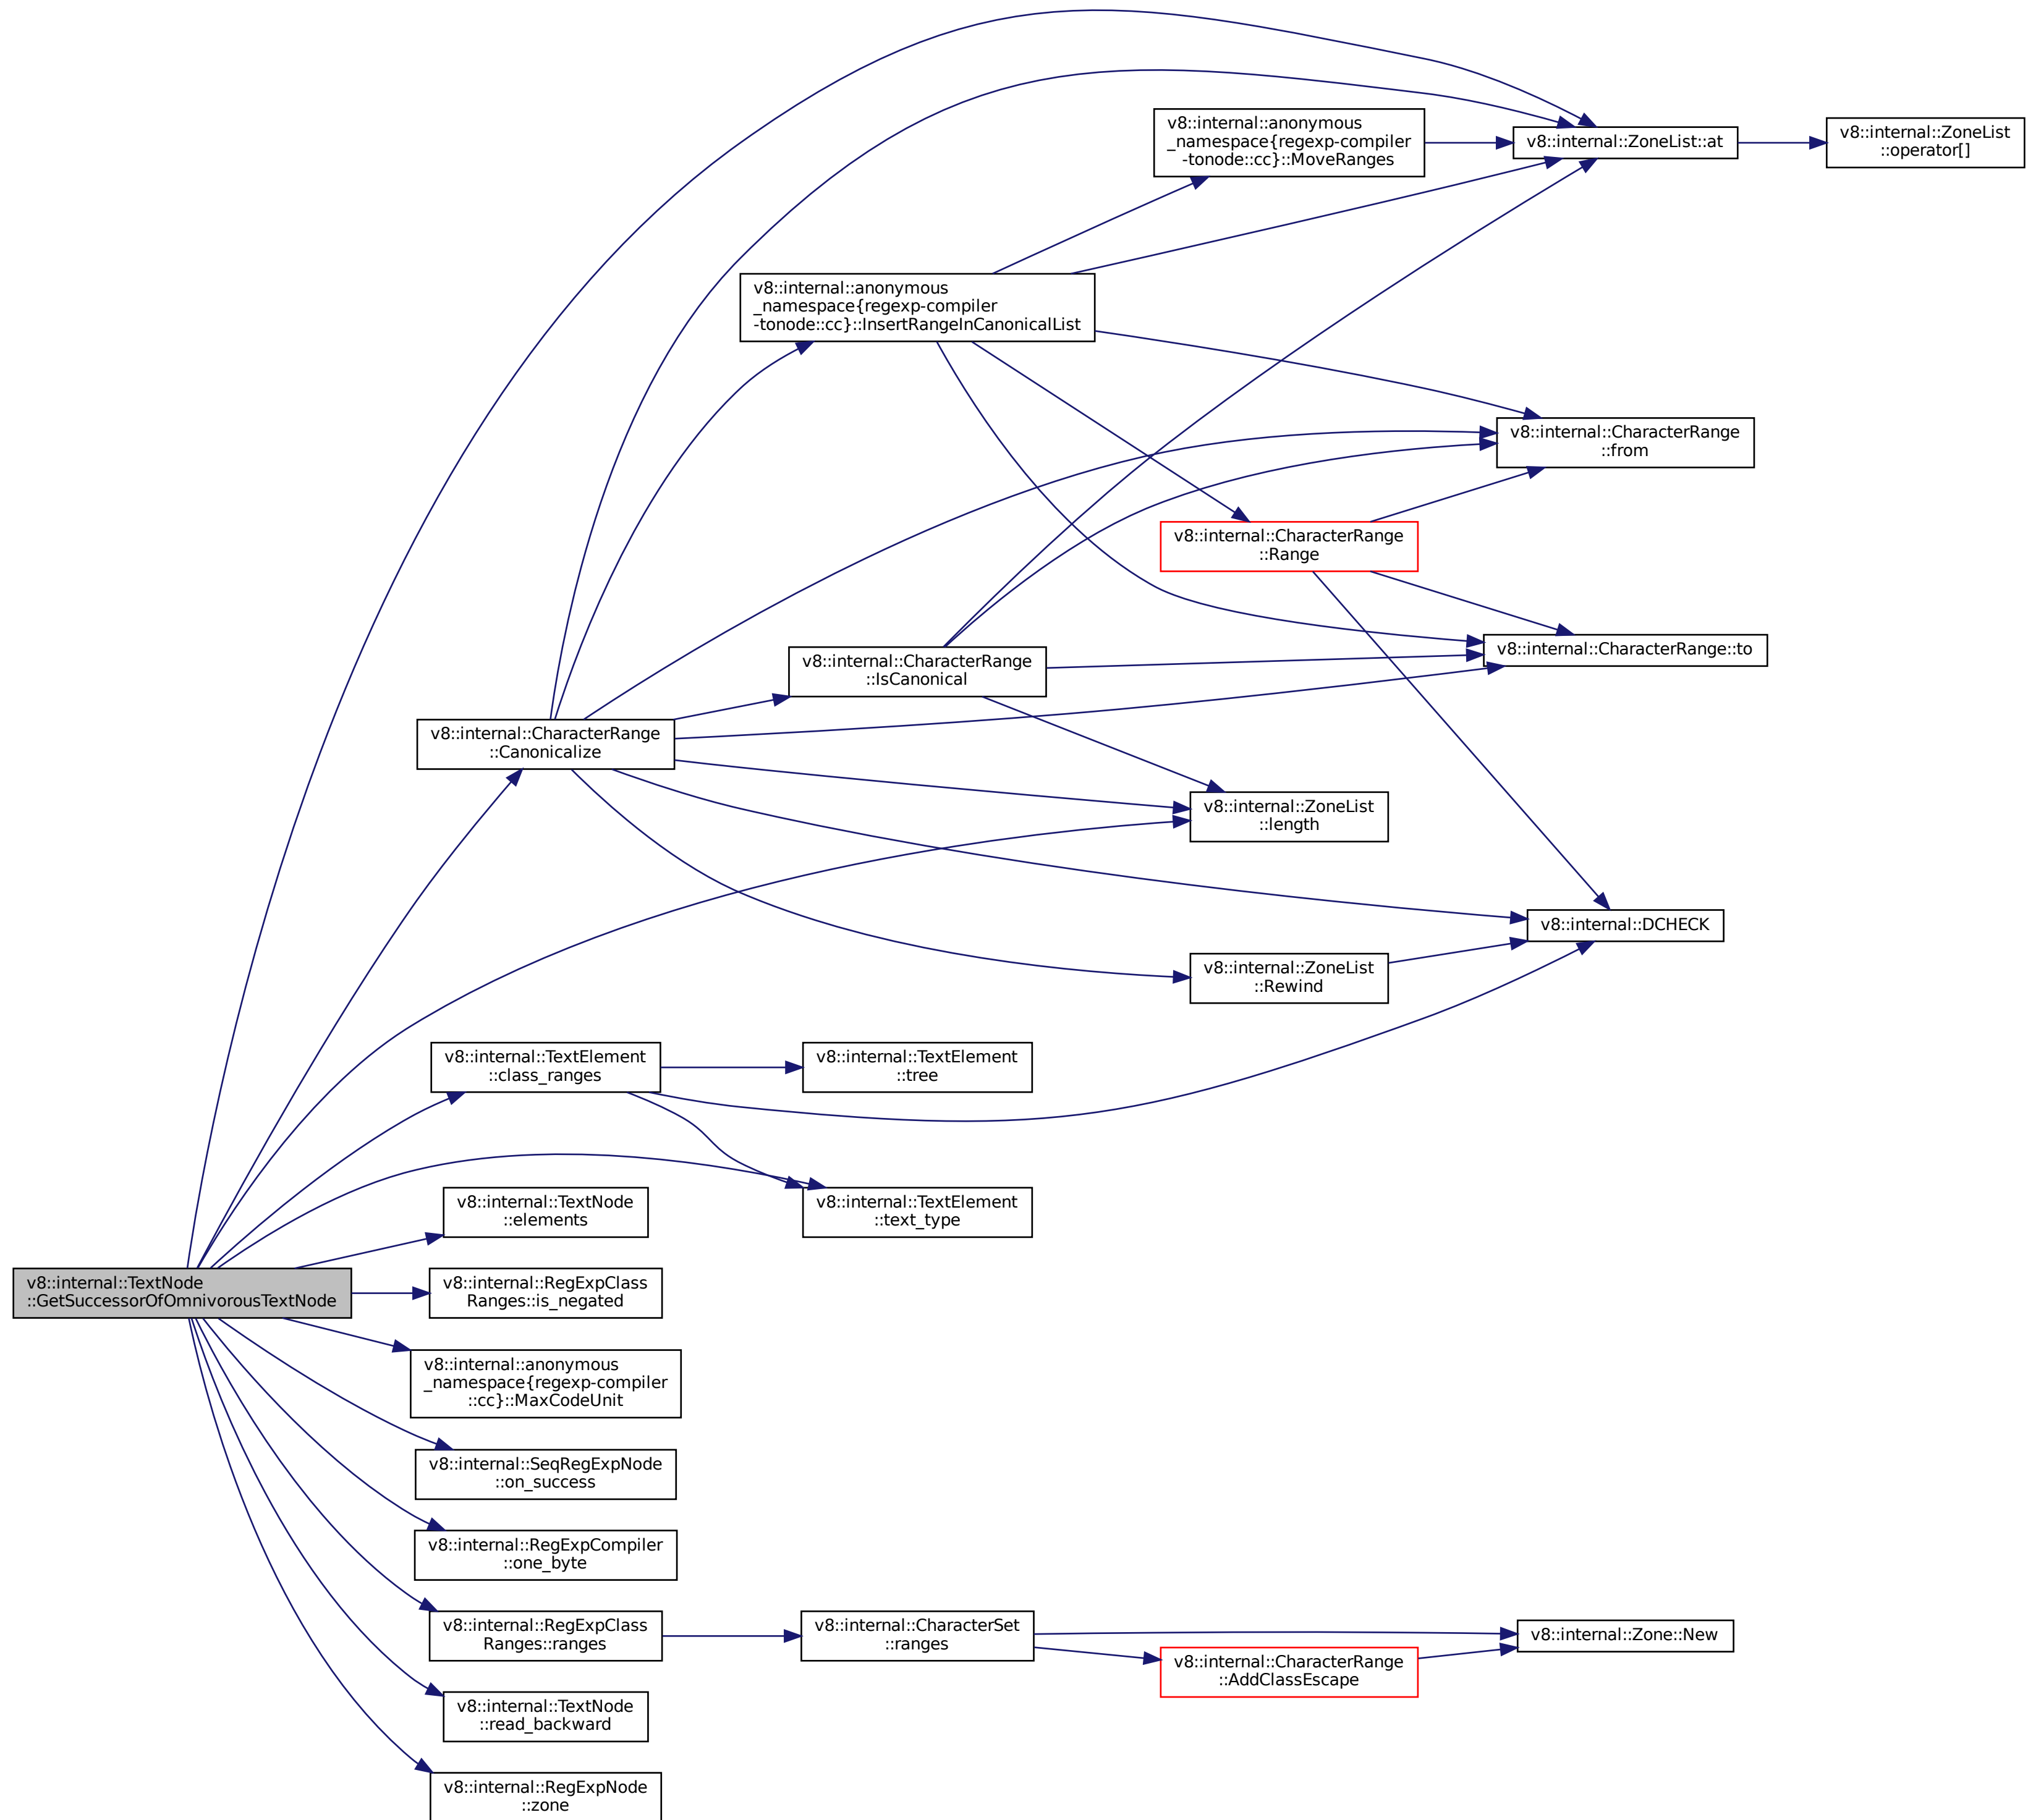 v8::internal::anonymous
_namespace{regexp-compiler
-tonode::cc}::MoveRanges
v8::internal::ZoneList::at
v8::internal::ZoneList
::operator[]
v8::internal::anonymous
_namespace{regexp-compiler
-tonode::cc}::InsertRangeInCanonicalList
v8::internal::CharacterRange
::from
v8::internal::CharacterRange
::Range
v8::internal::CharacterRange::to
v8::internal::CharacterRange
::IsCanonical
v8::internal::CharacterRange
::Canonicalize
v8::internal::ZoneList
::length
v8::internal::DCHECK
v8::internal::ZoneList
::Rewind
v8::internal::TextElement
::class_ranges
v8::internal::TextElement
::tree
v8::internal::TextNode
::elements
v8::internal::TextElement
::text_type
v8::internal::TextNode
::GetSuccessorOfOmnivorousTextNode
v8::internal::RegExpClass
Ranges::is_negated
v8::internal::anonymous
_namespace{regexp-compiler
::cc}::MaxCodeUnit
v8::internal::SeqRegExpNode
::on_success
v8::internal::RegExpCompiler
::one_byte
v8::internal::RegExpClass
Ranges::ranges
v8::internal::CharacterSet
::ranges
v8::internal::Zone::New
v8::internal::CharacterRange
::AddClassEscape
v8::internal::TextNode
::read_backward
v8::internal::RegExpNode
::zone